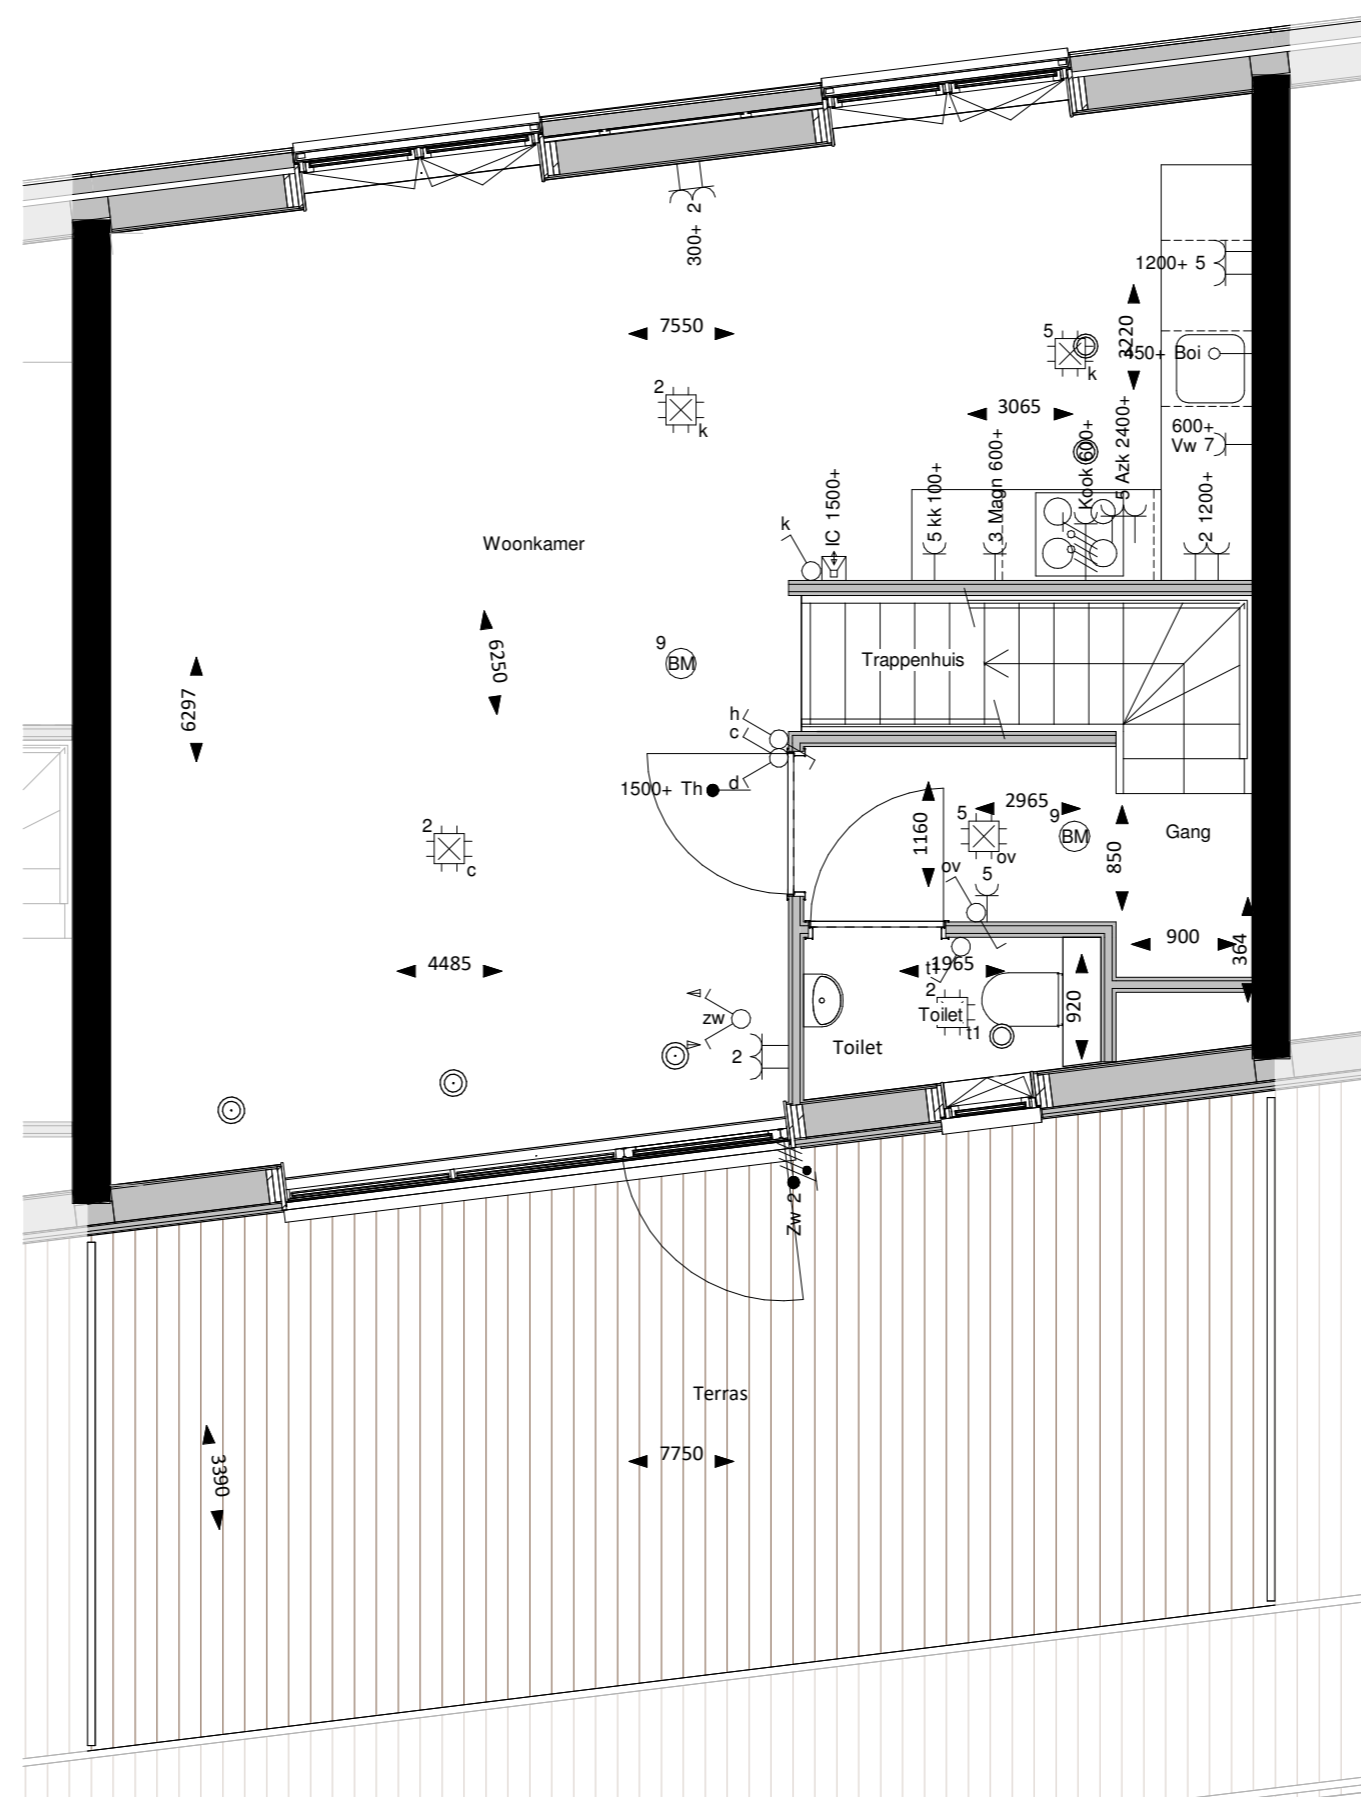 300+ 2
1200+ 5
7550
5
3220
450+ Boi
k
2
k
3065
600+
Vw 7
5 kk 100+
3 Magn 600+
Kook 600+
5 Azk 2400+
2 1200+
IC 1500+
k
Woonkamer
9
BM
Trappenhuis
6250
6297
h
c
d
1500+ Th
2965
9
BM
5
ov
1160
850
Gang
2
c
ov
5
900
364
4485
t1
1965
2
Toilet
t1
920
zw
2
Toilet
Zw 2
Terras
7750
3390